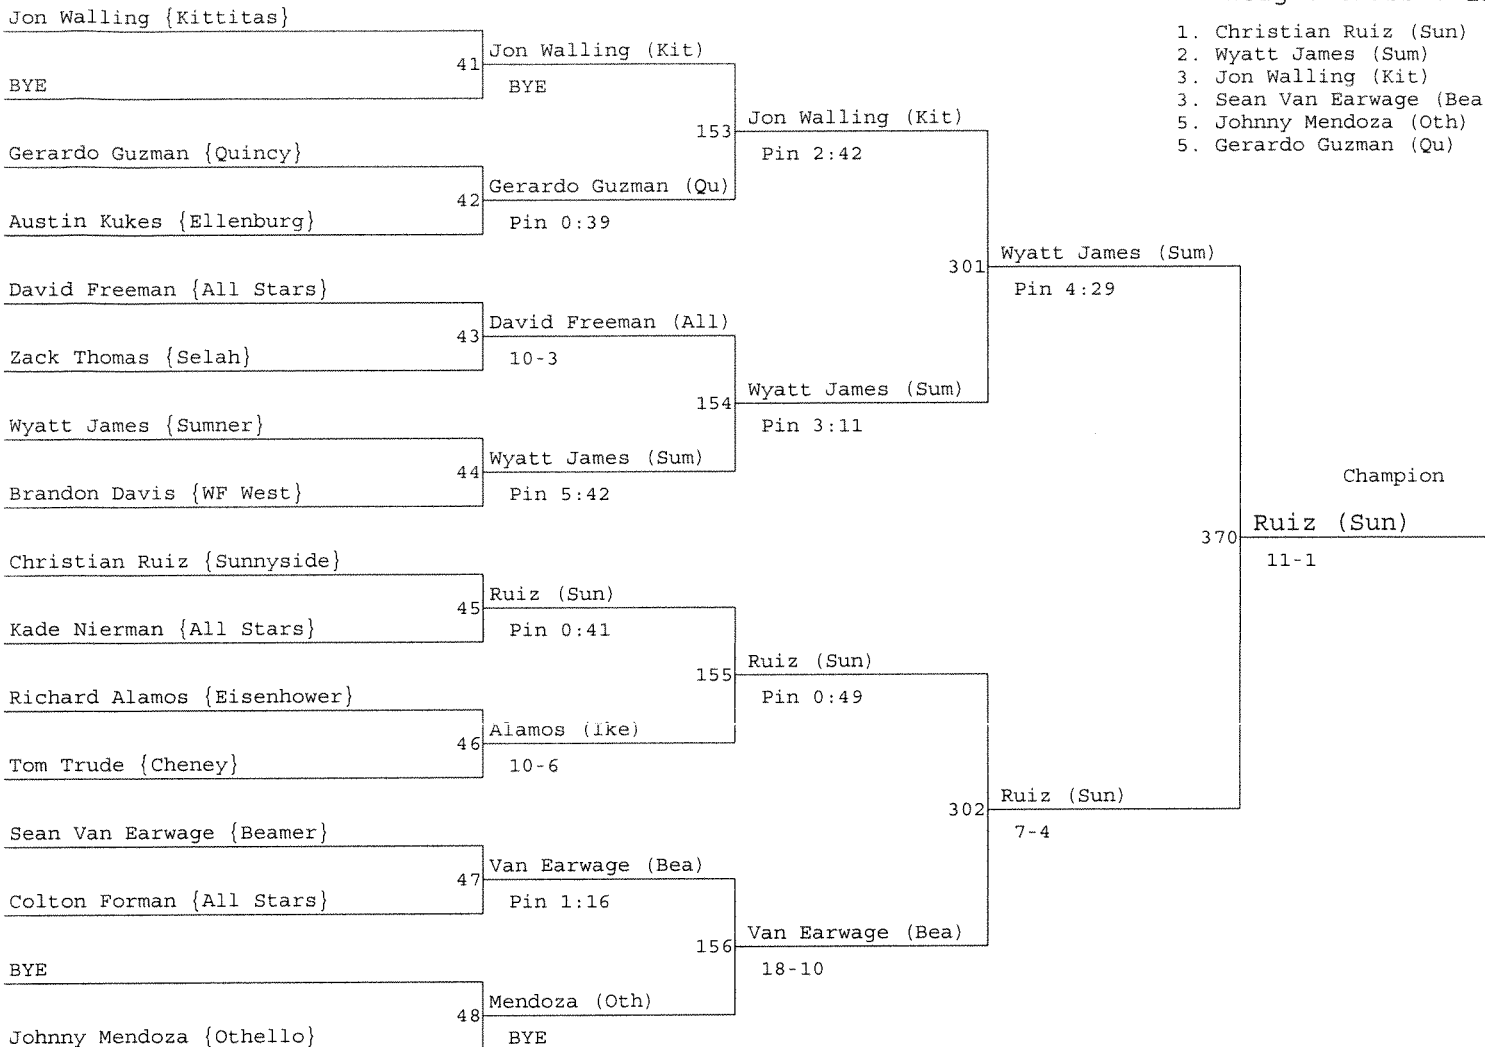 1. Christian Ruiz (Sun)
2. Wyatt James (Sum)
3. Jon Walling (Kit)
3. Sean Van Earwage (Bea
5. Johnny Mendoza (Oth)
5. Gerardo Guzman (Qu)
Jon Walling {Kittitas}
BYE
Gerardo Guzman {Quincy}
Austin Kukes {Ellenburg}
David Freeman {All Stars}
Zack Thomas {Selah}
Wyatt James {Sumner}
Brandon Davis {WF West}
Christian Ruiz {Sunnyside}
Kade Nierman {All Stars}
Richard Alamos {Eisenhower}
Tom Trude {Cheney}
Sean Van Earwage {Beamer}
Colton Forman {All Stars}
BYE
Johnny Mendoza {Othello}
41 Jon Walling (Kit)
BYE
42 Gerardo Guzman (Qu)
Pin 0:39
43 David Freeman (All)
10-3
44 Wyatt James (Sum)
Pin 5:42
45 Ruiz (Sun)
Pin 0:41
46 Alamos (Ike)
10-6
47 Van Earwage (Bea)
Pin 1:16
48 Mendoza (Oth)
BYE
153 Jon Walling (Kit)
Pin 2:42
154 Wyatt James (Sum)
Pin 3:11
155 Ruiz (Sun)
Pin 0:49
156 Van Earwage (Bea)
18-10
301 Wyatt James (Sum)
Pin 4:29
302 Ruiz (Sun)
7-4
Champion
370 Ruiz (Sun)
11-1